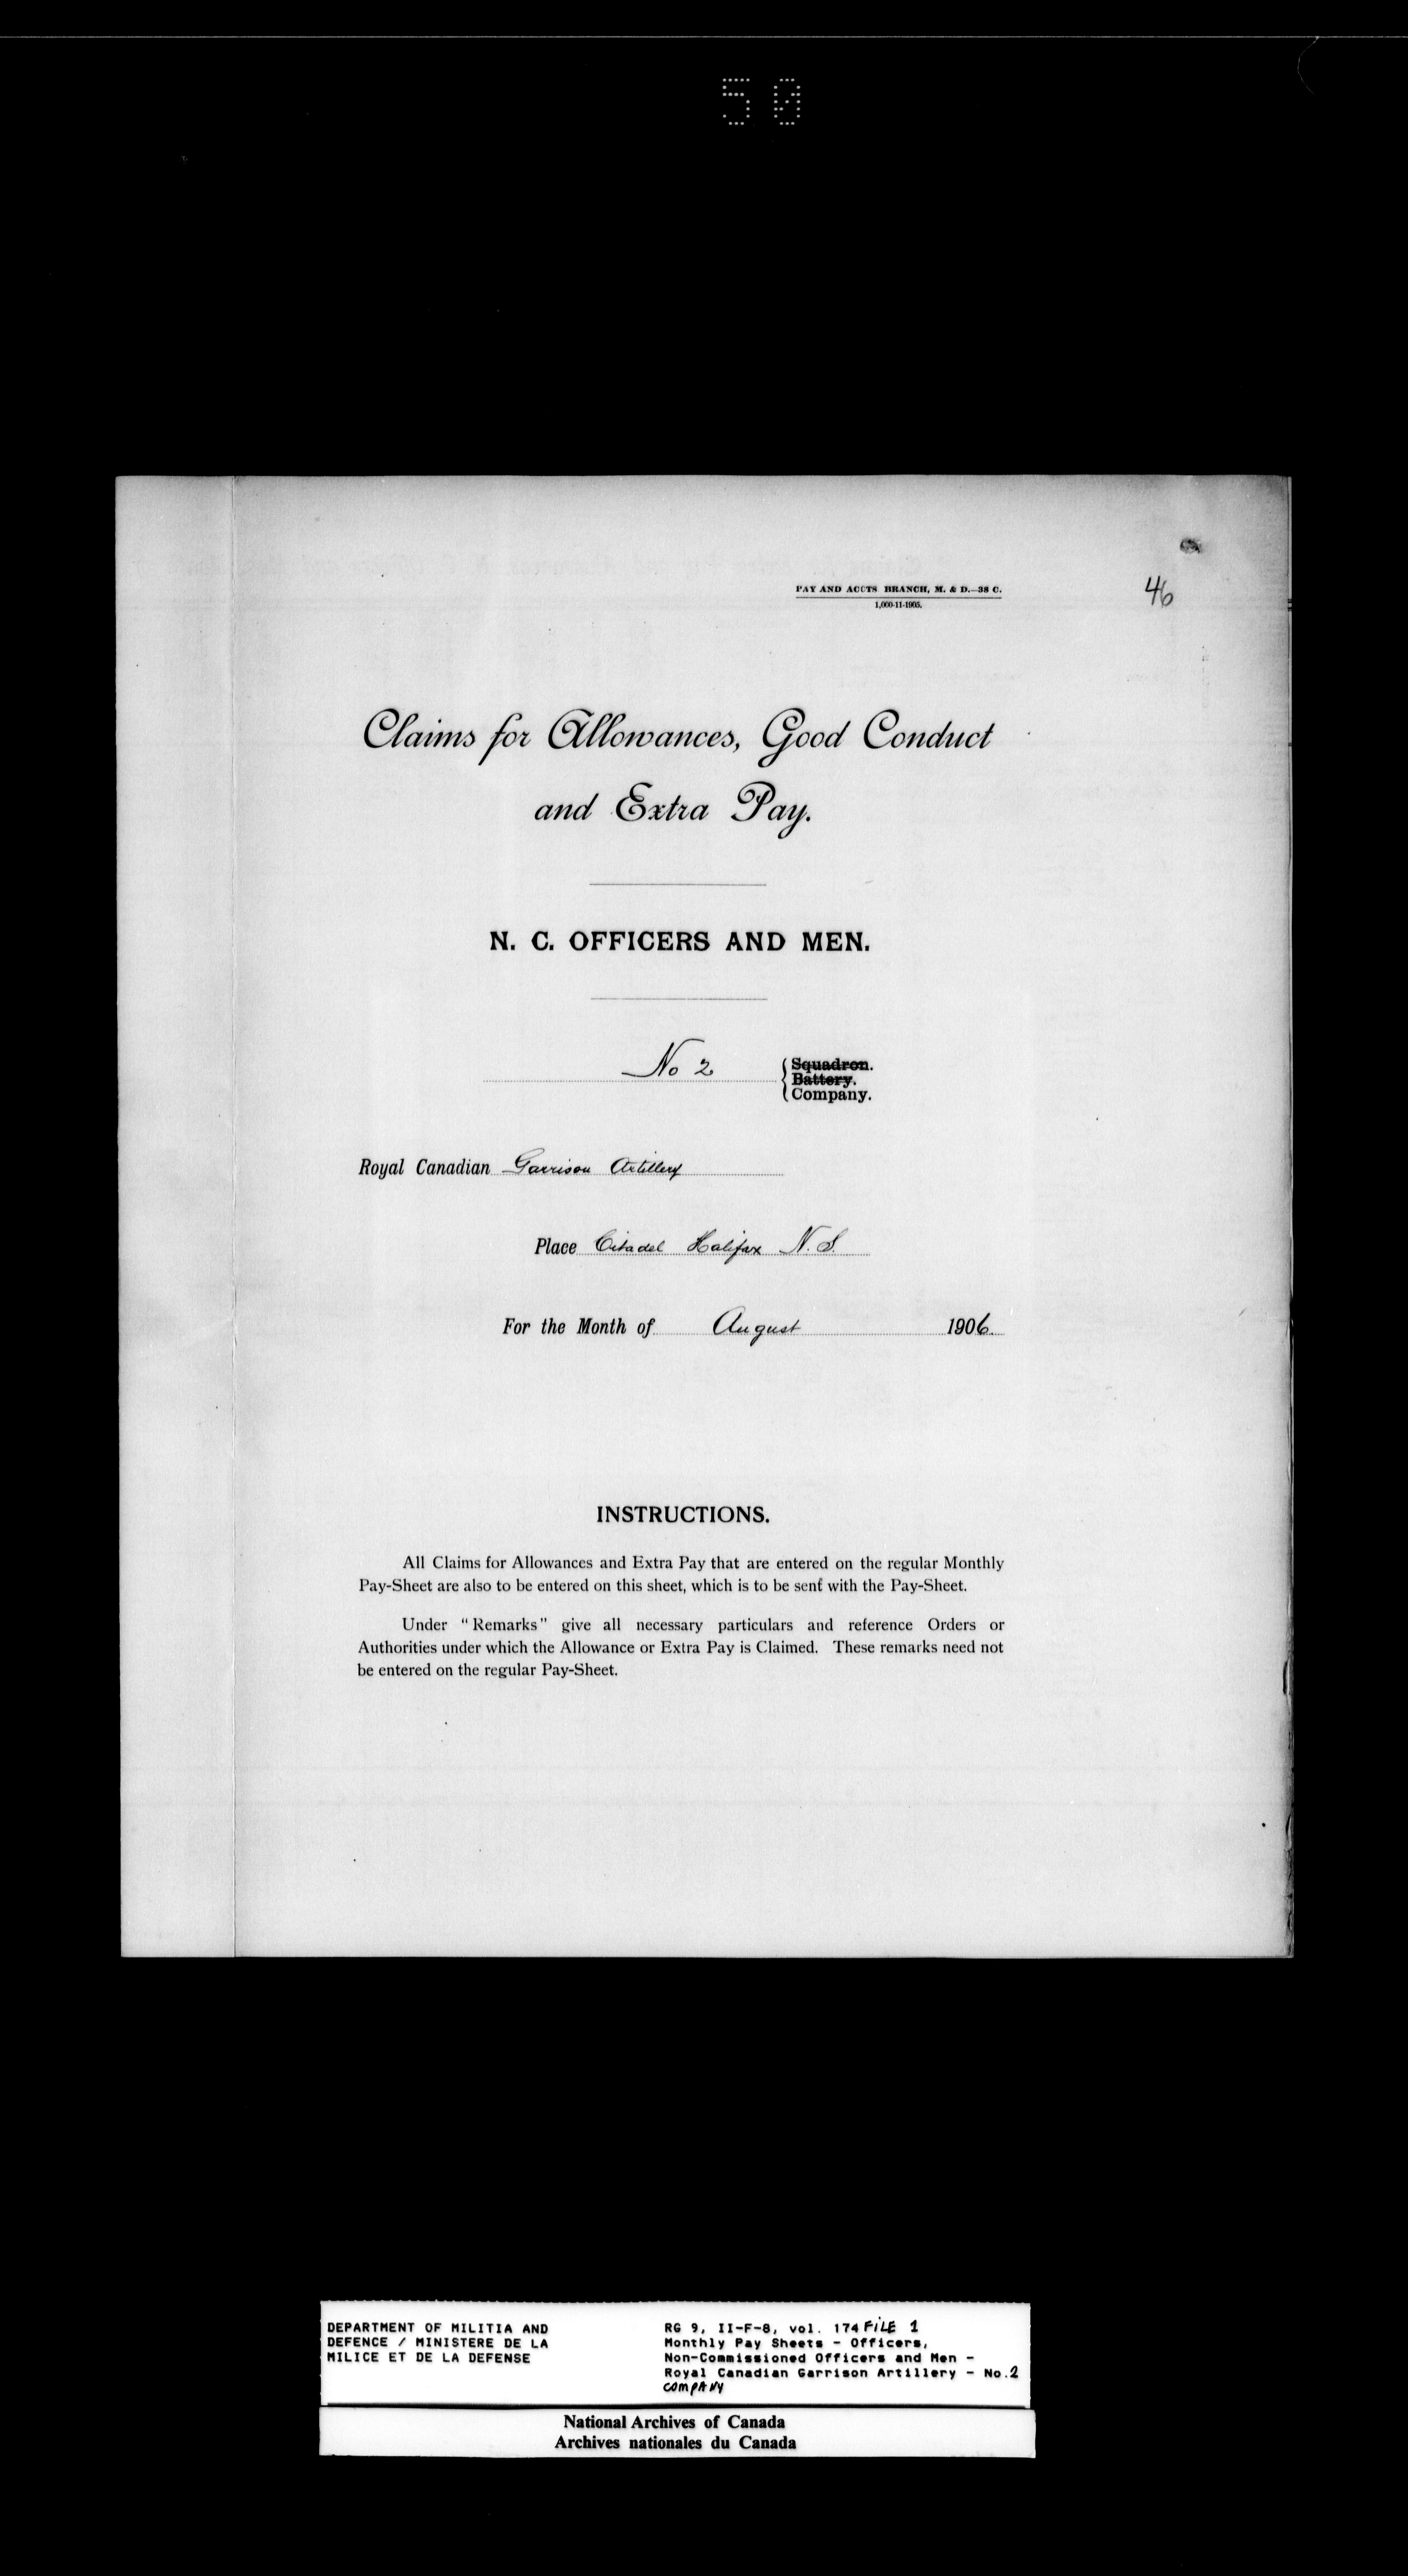 50
PAY AND ACCTS BRANCH, M. & D.—38 C.
1,000-11-1905.
46
Claims for Allowances, Good Conduct
and Extra Pay.
N. C. OFFICERS AND MEN.
No 2
Squadron.
Battery.
Company.
Royal Canadian Garrison Artillery
Place Citadel Halifax N.S.
For the Month of August 1906.
INSTRUCTIONS.
All Claims for Allowances and Extra Pay that are entered on the regular Monthly
Pay-Sheet are also to be entered on this sheet, which is to be sent with the Pay-Sheet.
Under "Remarks" give all necessary particulars and reference Orders or
Authorities under which the Allowance or Extra Pay is Claimed. These remarks need not
be entered on the regular Pay-Sheet.
DEPARTMENT OF MILITIA AND
DEFENCE / MINISTERE DE LA
MILICE ET DE LA DEFENSE
RG 9, II-F-8, vol. 174 FILE 1
Monthly Pay Sheets - Officers,
Non-Commissioned Officers and Men -
Royal Canadian Garrison Artillery - No.2
COMPANY
National Archives of Canada
Archives nationales du Canada